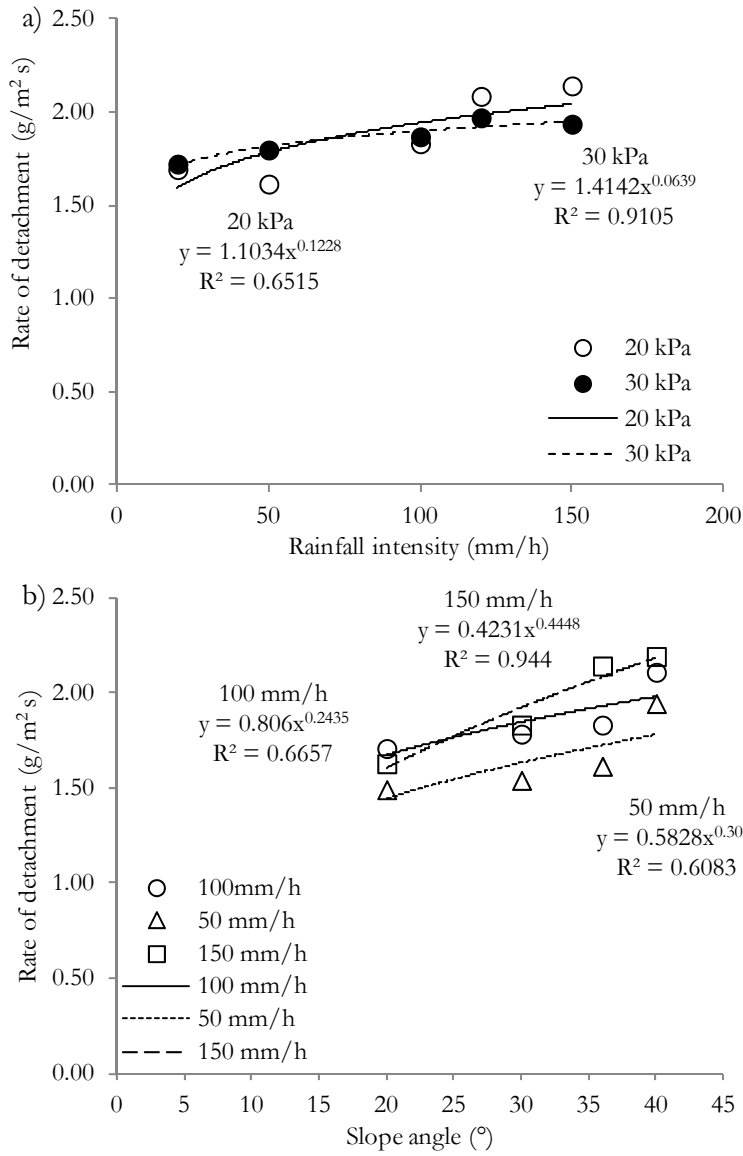 a)
2.50
2.00
1.50
1.00
0.50
0.00
Rate of detachment (g/m² s)
30 kPa
y = 1.4142x^0.0639
R² = 0.9105
20 kPa
y = 1.1034x^0.1228
R² = 0.6515
20 kPa
30 kPa
20 kPa
30 kPa
0 50 100 150 200
Rainfall intensity (mm/h)
b)
2.50
2.00
1.50
1.00
0.50
0.00
Rate of detachment (g/m² s)
150 mm/h
y = 0.4231x^0.4448
R² = 0.944
100 mm/h
y = 0.806x^0.2435
R² = 0.6657
50 mm/h
y = 0.5828x^0.30
R² = 0.6083
100mm/h
50 mm/h
150 mm/h
100 mm/h
50 mm/h
150 mm/h
0 5 10 15 20 25 30 35 40 45
Slope angle (°)